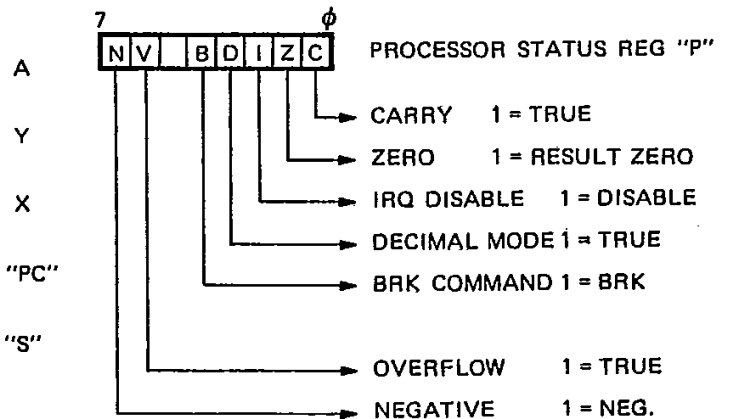 7 ϕ
N V B D I Z C PROCESSOR STATUS REG "P"
A
CARRY 1 = TRUE
Y
ZERO 1 = RESULT ZERO
X
IRQ DISABLE 1 = DISABLE
DECIMAL MODE 1 = TRUE
"PC"
BRK COMMAND 1 = BRK
"S"
OVERFLOW 1 = TRUE
NEGATIVE 1 = NEG.